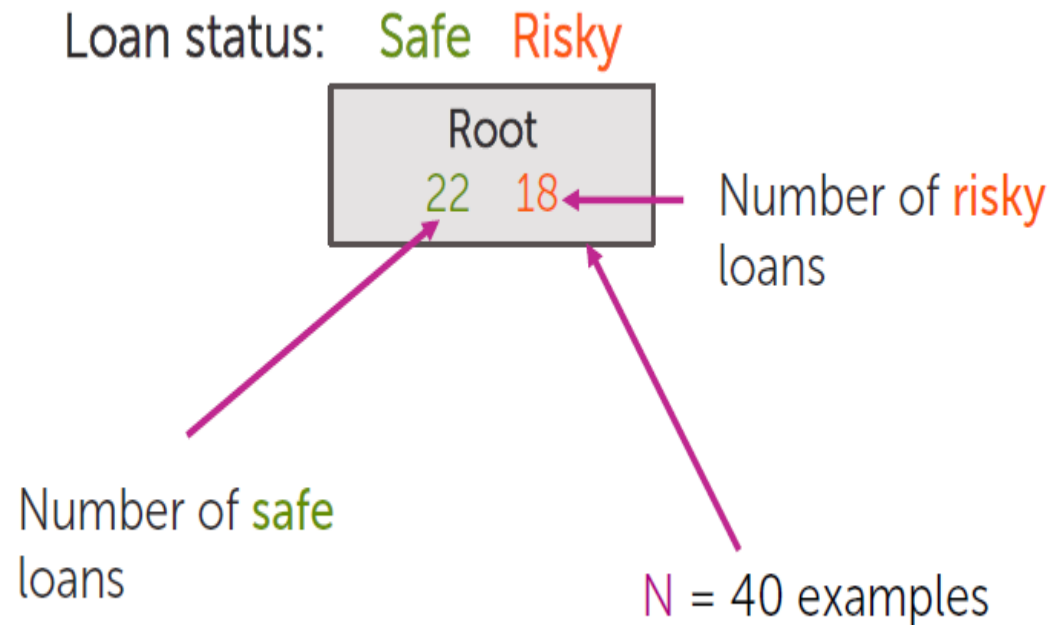 Loan status: Safe Risky
Root
22 18
Number of risky
loans
Number of safe
loans
N = 40 examples